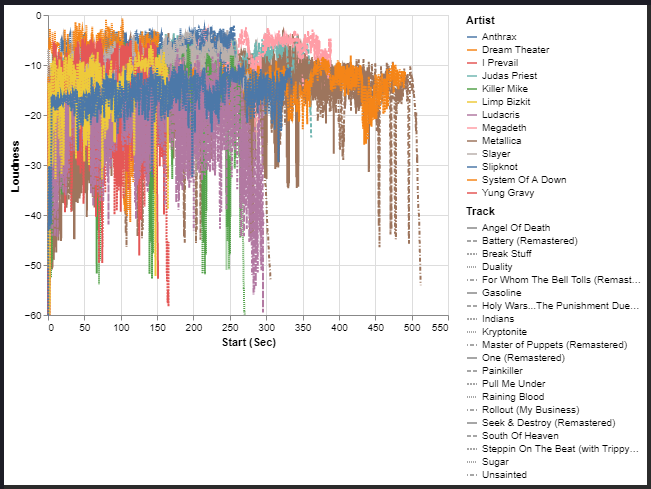 0
−10
−20
−30
−40
−50
−60
Loudness
0 50 100 150 200 250 300 350 400 450 500 550
Start (Sec)
Artist
Anthrax
Dream Theater
I Prevail
Judas Priest
Killer Mike
Limp Bizkit
Ludacris
Megadeth
Metallica
Slayer
Slipknot
System Of A Down
Yung Gravy
Track
Angel Of Death
Battery (Remastered)
Break Stuff
Duality
For Whom The Bell Tolls (Remast…
Gasoline
Holy Wars...The Punishment Due…
Indians
Kryptonite
Master of Puppets (Remastered)
One (Remastered)
Painkiller
Pull Me Under
Raining Blood
Rollout (My Business)
Seek & Destroy (Remastered)
South Of Heaven
Steppin On The Beat (with Trippy…
Sugar
Unsainted